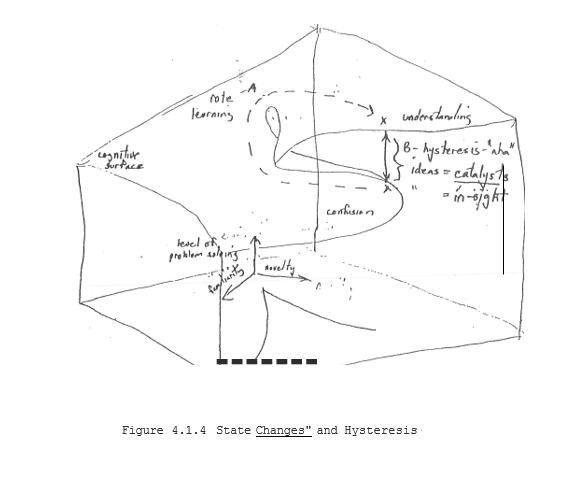 rote - A
learning
x
understanding
B - hysteresis - "aha"
ideas = catalysts
" = in-sight
x
cognitive
surface
confusion
level of
problem solving
x
novelty
familiarity
Figure 4.1.4 State Changes" and Hysteresis